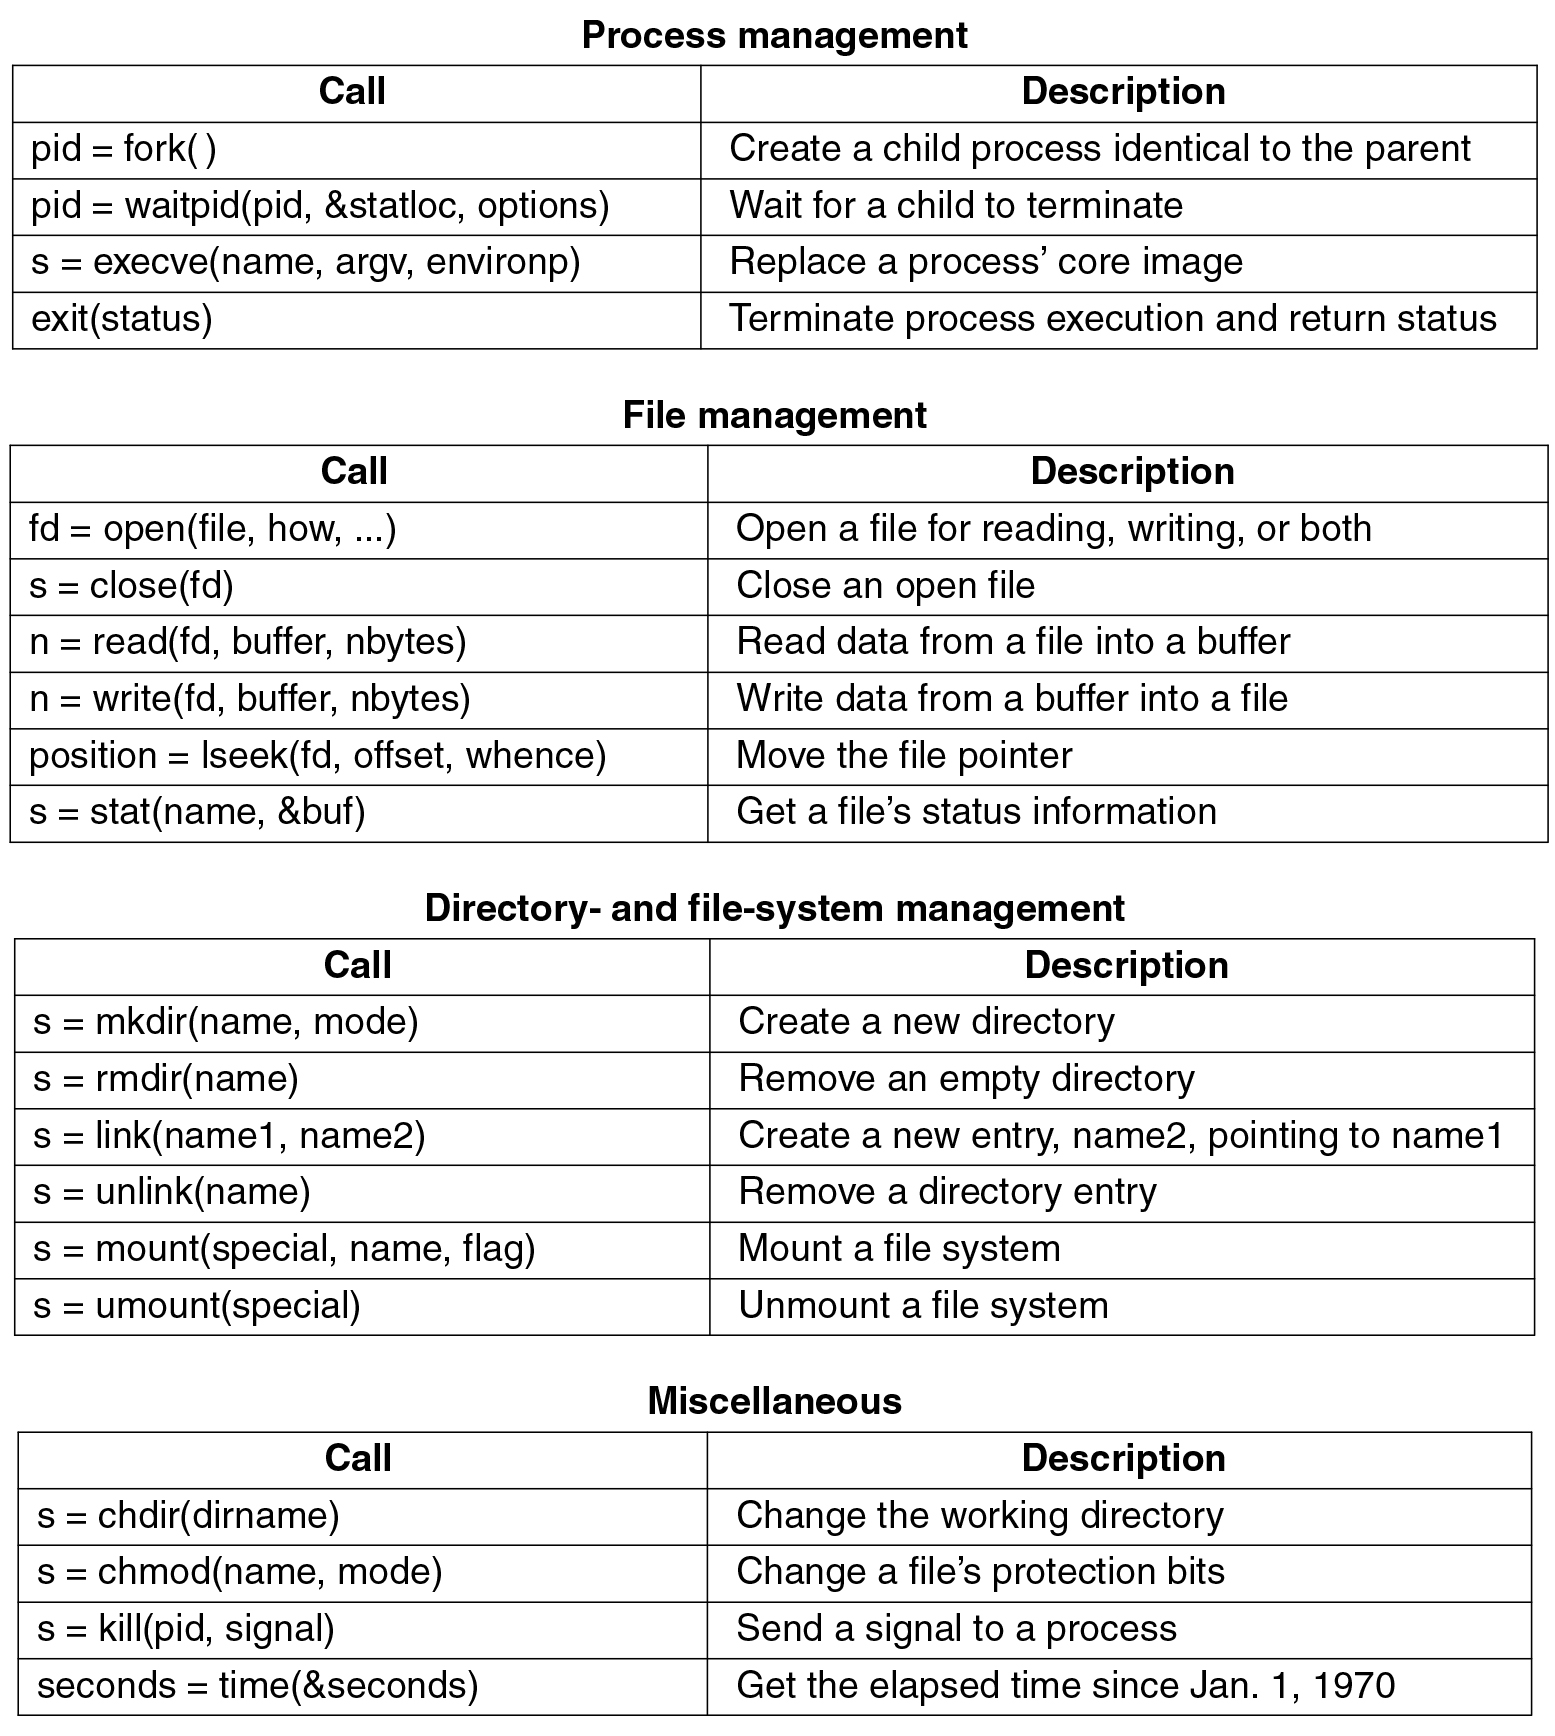 Process management
Call Description
pid = fork( ) Create a child process identical to the parent
pid = waitpid(pid, &statloc, options) Wait for a child to terminate
s = execve(name, argv, environp) Replace a process’ core image
exit(status) Terminate process execution and return status
File management
Call Description
fd = open(file, how, ...) Open a file for reading, writing, or both
s = close(fd) Close an open file
n = read(fd, buffer, nbytes) Read data from a file into a buffer
n = write(fd, buffer, nbytes) Write data from a buffer into a file
position = lseek(fd, offset, whence) Move the file pointer
s = stat(name, &buf) Get a file’s status information
Directory- and file-system management
Call Description
s = mkdir(name, mode) Create a new directory
s = rmdir(name) Remove an empty directory
s = link(name1, name2) Create a new entry, name2, pointing to name1
s = unlink(name) Remove a directory entry
s = mount(special, name, flag) Mount a file system
s = umount(special) Unmount a file system
Miscellaneous
Call Description
s = chdir(dirname) Change the working directory
s = chmod(name, mode) Change a file’s protection bits
s = kill(pid, signal) Send a signal to a process
seconds = time(&seconds) Get the elapsed time since Jan. 1, 1970